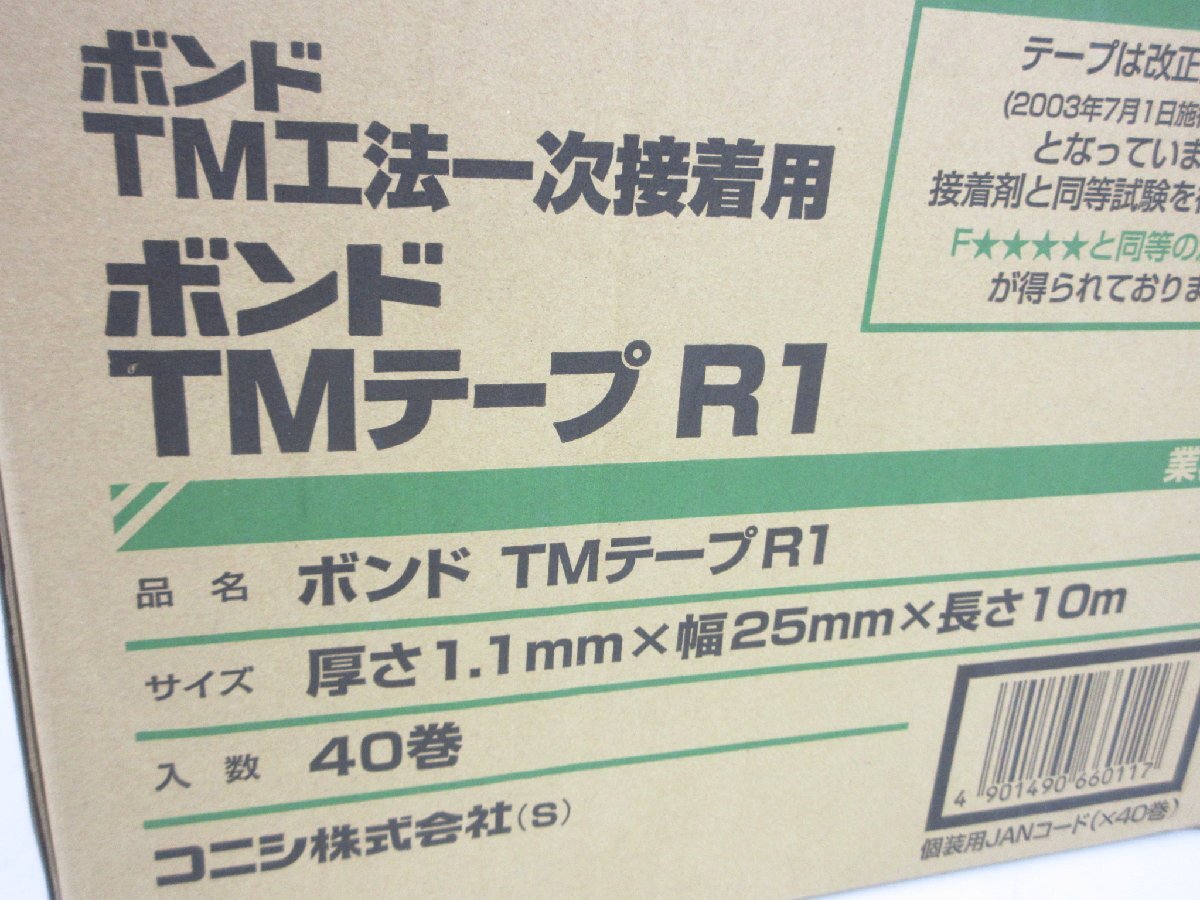 ボンド
TM工法一次接着用
ボンド
TMテープ R1
テープは改正
(2003年7月1日施
となっていま
接着剤と同等試験を
F★★★★と同等の
が得られておりま
業
品 名 ボンド TMテープR1
サイズ 厚さ1.1mm×幅25mm×長さ10m
入 数 40巻
コニシ株式会社(S)
4 901490 660117
個装用JANコード(×40巻)